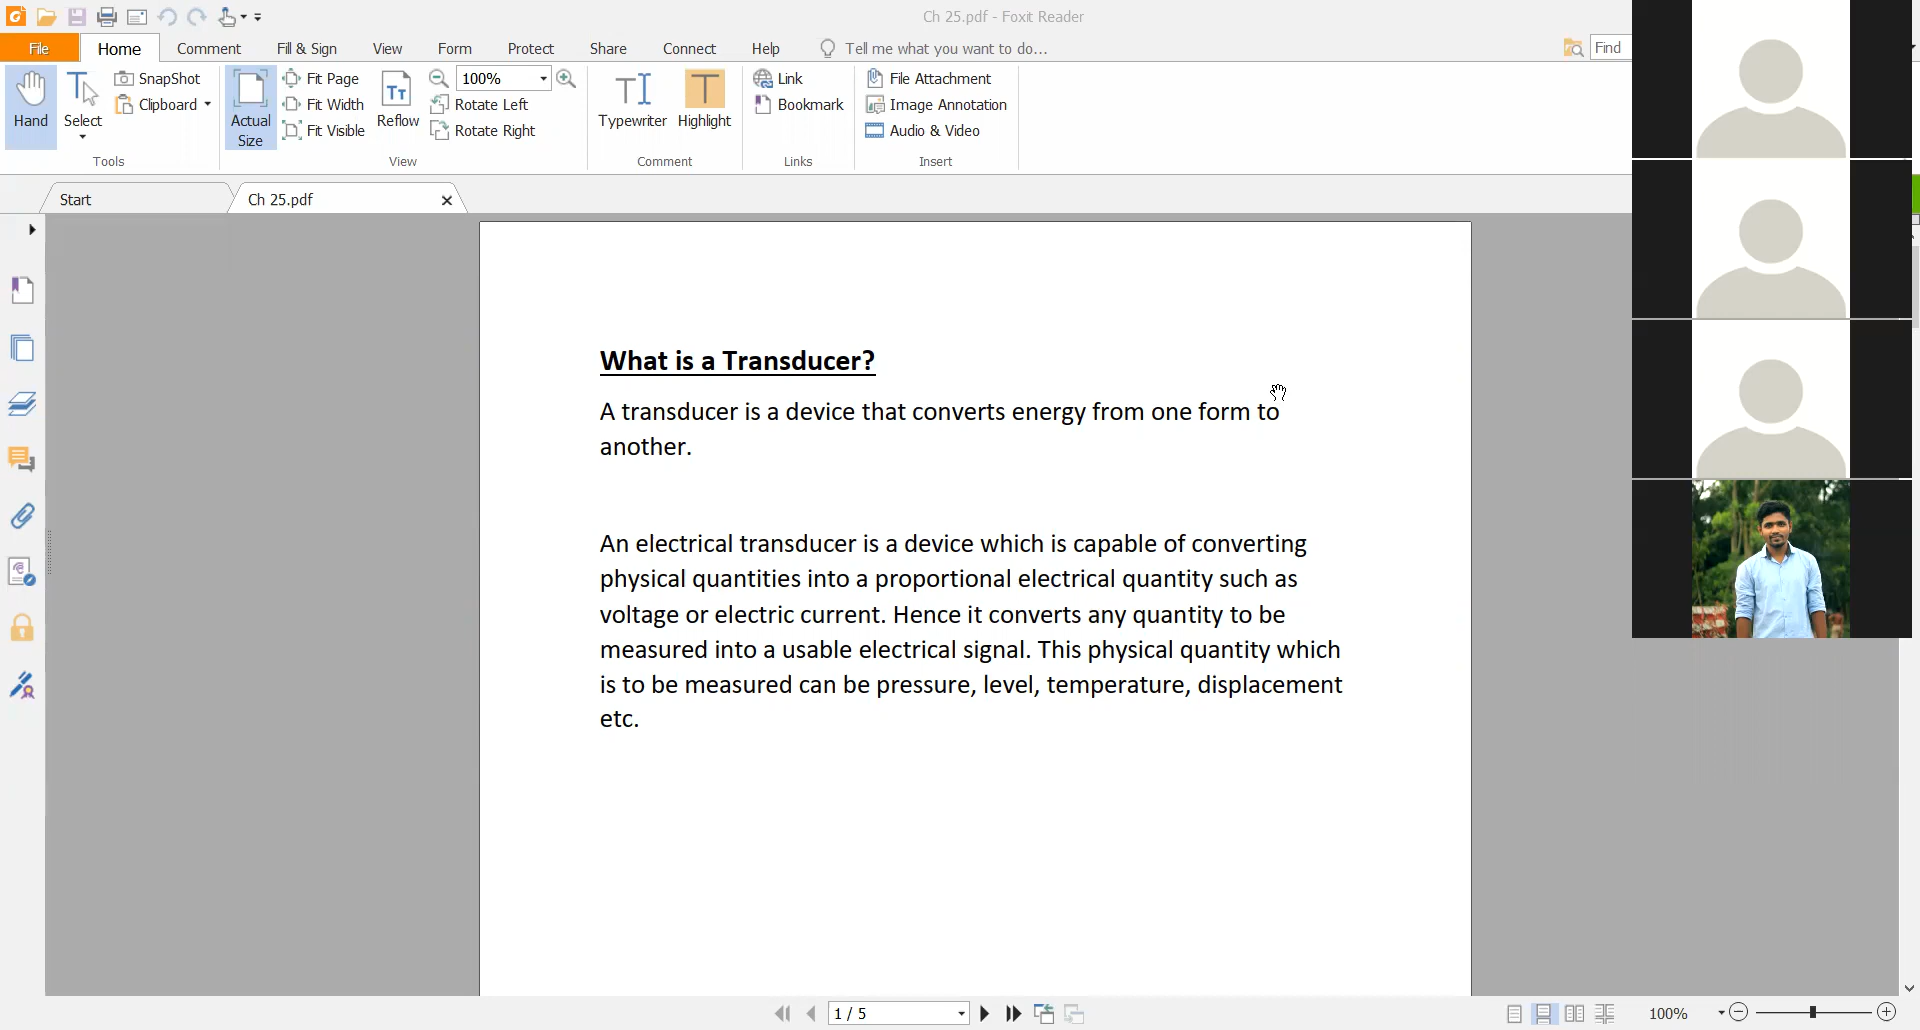 Ch 25.pdf - Foxit Reader
File Home Comment Fill & Sign View Form Protect Share Connect Help Tell me what you want to do... Find
Hand
Select
SnapShot
Clipboard
Tools
Actual
Size
Fit Page
Fit Width
Fit Visible
Reflow
100%
Rotate Left
Rotate Right
View
Typewriter
Highlight
Comment
Link
Bookmark
Links
File Attachment
Image Annotation
Audio & Video
Insert
Start
Ch 25.pdf
What is a Transducer?
A transducer is a device that converts energy from one form to
another.
An electrical transducer is a device which is capable of converting
physical quantities into a proportional electrical quantity such as
voltage or electric current. Hence it converts any quantity to be
measured into a usable electrical signal. This physical quantity which
is to be measured can be pressure, level, temperature, displacement
etc.
1 / 5
100%